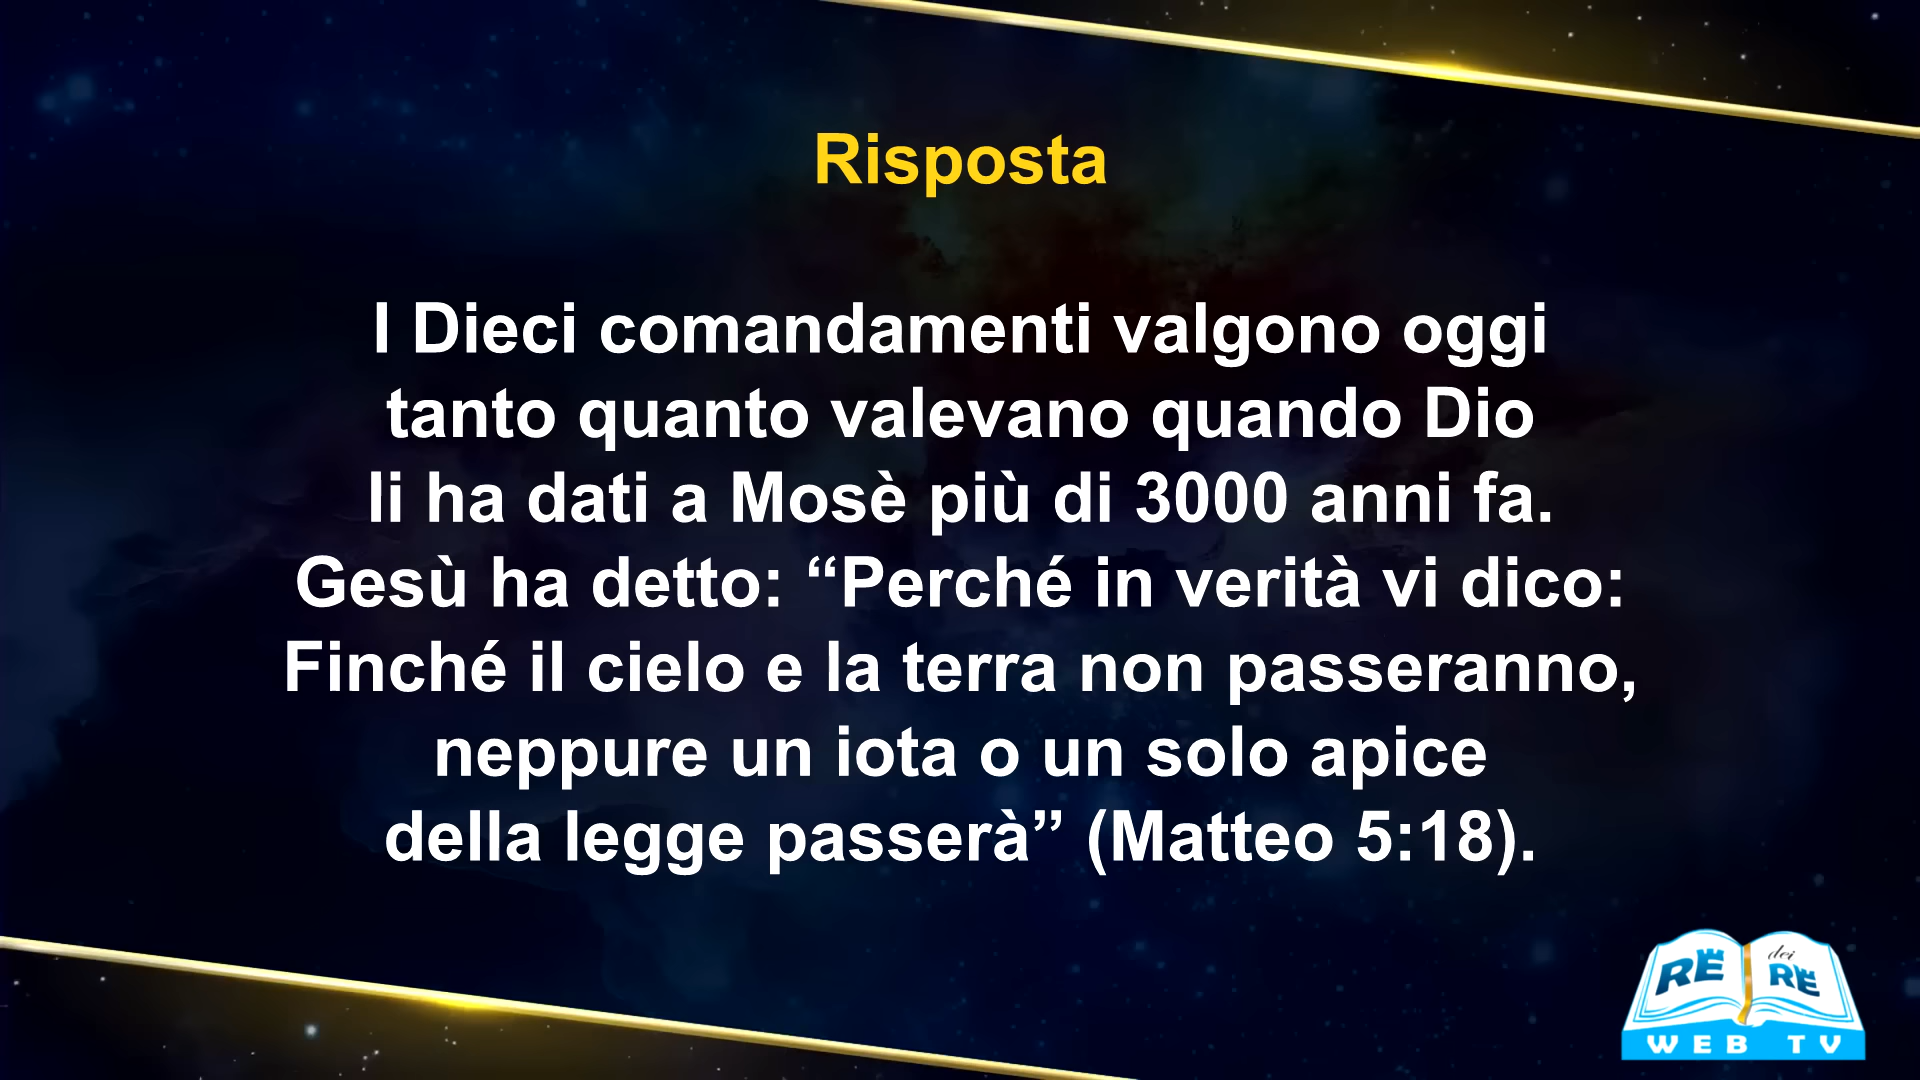 Risposta
I Dieci comandamenti valgono oggi
tanto quanto valevano quando Dio
li ha dati a Mosè più di 3000 anni fa.
Gesù ha detto: “Perché in verità vi dico:
Finché il cielo e la terra non passeranno,
neppure un iota o un solo apice
della legge passerà” (Matteo 5:18).
RE dei RE
WEB TV